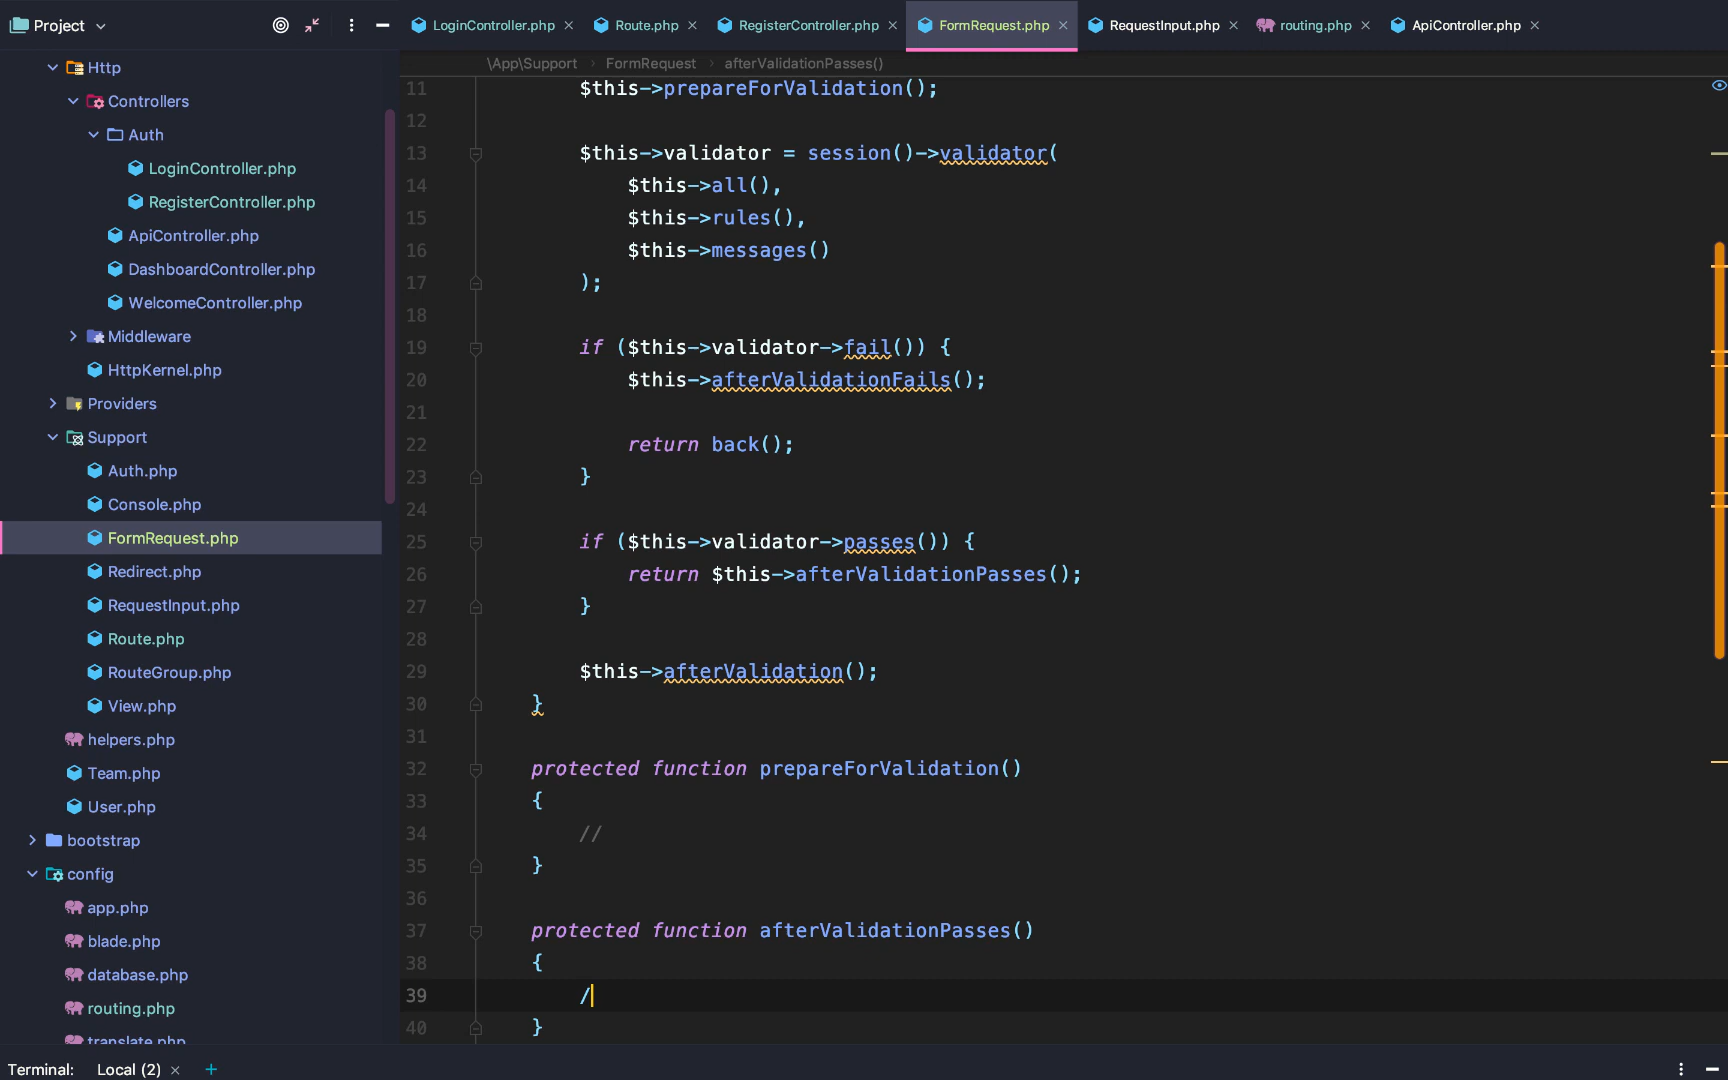 Project
LoginController.php
Route.php
RegisterController.php
FormRequest.php
RequestInput.php
routing.php
ApiController.php
\App\Support
FormRequest
afterValidationPasses()
Http
Controllers
Auth
LoginController.php
RegisterController.php
ApiController.php
DashboardController.php
WelcomeController.php
Middleware
HttpKernel.php
Providers
Support
Auth.php
Console.php
FormRequest.php
Redirect.php
RequestInput.php
Route.php
RouteGroup.php
View.php
helpers.php
Team.php
User.php
bootstrap
config
app.php
blade.php
database.php
routing.php
translate.php
11 $this->prepareForValidation();
12
13 $this->validator = session()->validator(
14 $this->all(),
15 $this->rules(),
16 $this->messages()
17 );
18
19 if ($this->validator->fail()) {
20 $this->afterValidationFails();
21
22 return back();
23 }
24
25 if ($this->validator->passes()) {
26 return $this->afterValidationPasses();
27 }
28
29 $this->afterValidation();
30 }
31
32 protected function prepareForValidation()
33 {
34 //
35 }
36
37 protected function afterValidationPasses()
38 {
39 /
40 }
Terminal: Local (2) +